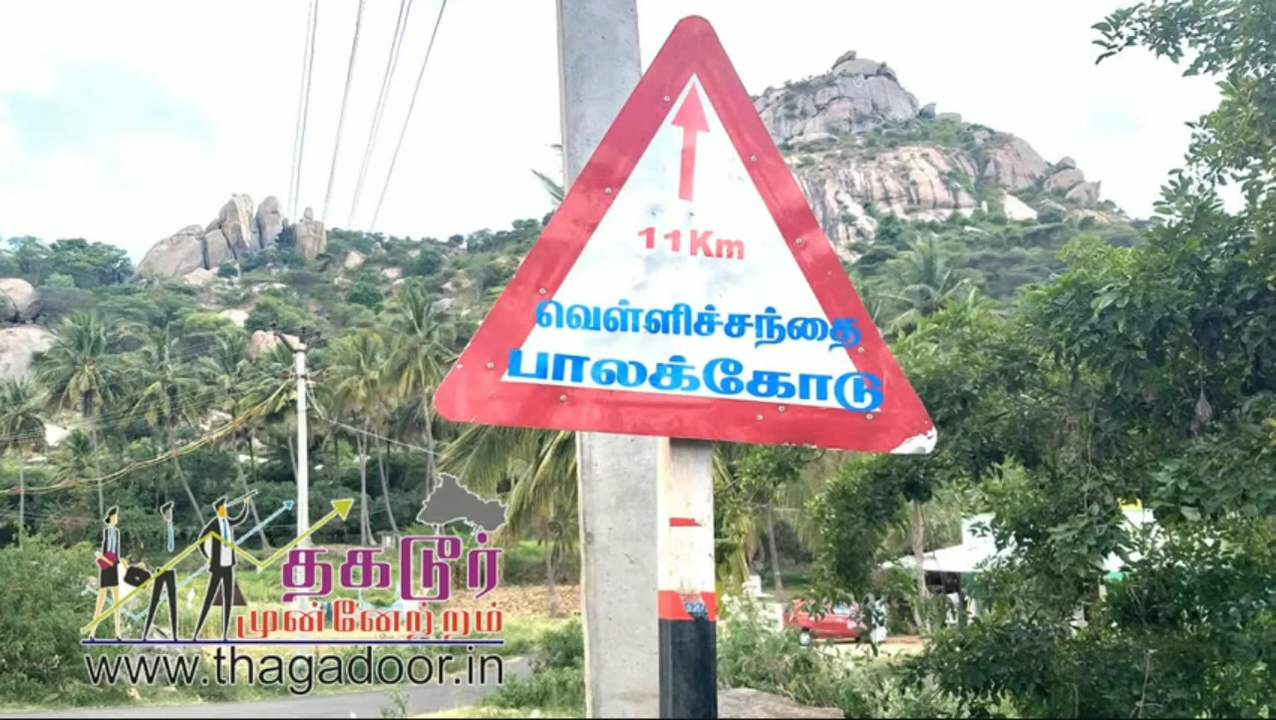 11Km
வெள்ளிச்சந்தை
பாலக்கோடு
தகடூர்
முன்னேற்றம்
www.thagadoor.in